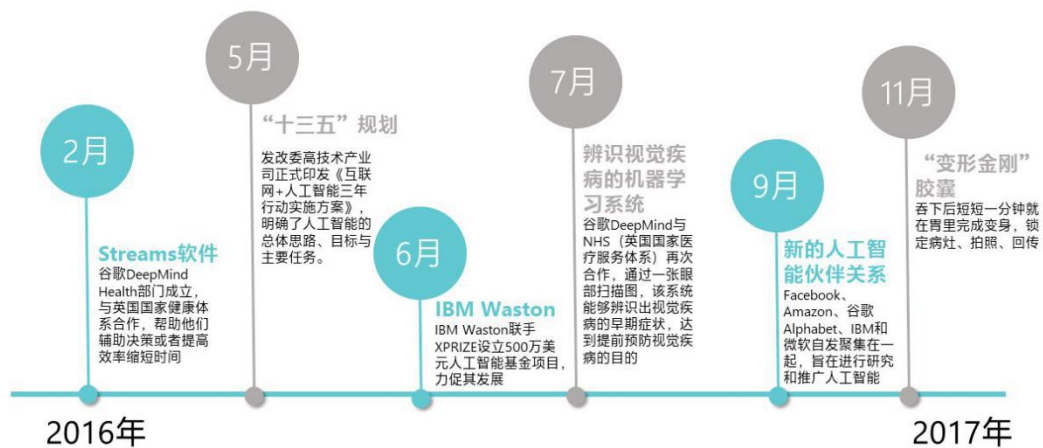 2月
Streams软件
谷歌DeepMind
Health部门成立，
与英国国家健康体
系合作，帮助他们
辅助决策或者提高
效率缩短时间
5月
“十三五”规划
发改委高技术产业
司正式印发《互联
网+人工智能三年
行动实施方案》，
明确了人工智能的
总体思路、目标与
主要任务。
6月
IBM Waston
IBM Waston联手
XPRIZE设立500万美
元人工智能基金项目，
力促其发展
7月
辨识视觉疾
病的机器学
习系统
谷歌DeepMind与
NHS（英国国家医
疗服务体系）再次
合作，通过一张眼
部扫描图，该系统
能够辨识出视觉疾
病的早期症状，达
到提前预防视觉疾
病的目的
9月
新的人工智
能伙伴关系
Facebook、
Amazon、谷歌
Alphabet、IBM和
微软自发聚集在一
起，旨在进行研究
和推广人工智能
11月
“变形金刚”
胶囊
吞下后短短一分钟就
在胃里完成变身，锁
定病灶、拍照、回传
2016年
2017年